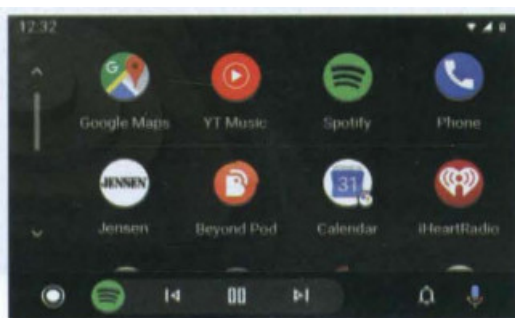 12:32
Google Maps YT Music Spotify Phone
JENSEN
31
Jensen Beyond Pod Calendar iHeartRadio